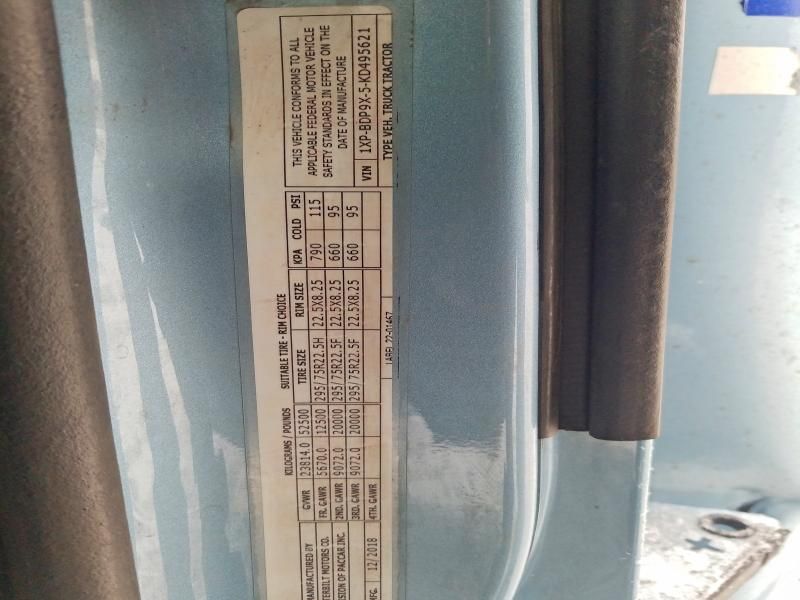 MANUFACTURED BY
TERBILT MOTORS CO.
ISION OF PACCAR INC.
MFG. 12/2018
KILOGRAMS / POUNDS
GVWR 23814.0 52500
FR. GAWR 5670.0 12500
2ND. GAWR 9072.0 20000
3RD. GAWR 9072.0 20000
4TH. GAWR
SUITABLE TIRE - RIM CHOICE
TIRE SIZE RIM SIZE KPA COLD PSI
295/75R22.5H 22.5X8.25 790 115
295/75R22.5F 22.5X8.25 660 95
295/75R22.5F 22.5X8.25 660 95
THIS VEHICLE CONFORMS TO ALL
APPLICABLE FEDERAL MOTOR VEHICLE
SAFETY STANDARDS IN EFFECT ON THE
DATE OF MANUFACTURE
VIN 1XP-BDP9X-5-KD495621
TYPE VEH. TRUCK TRACTOR
LABEL 22-01467